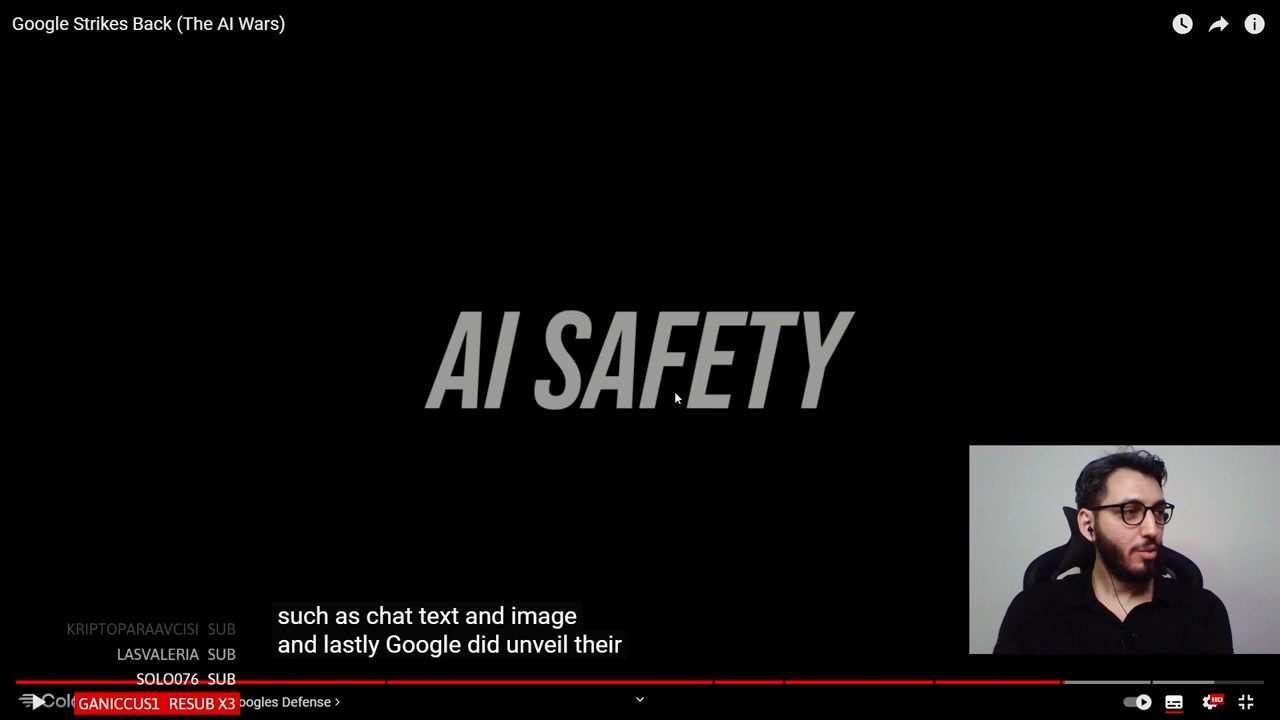 Google Strikes Back (The AI Wars)
AI SAFETY
such as chat text and image
and lastly Google did unveil their
KRIPTOPARAAVCISI SUB
LASVALERIA SUB
SOLO076 SUB
GANICCUS1 RESUB X3
oogles Defense >
HD